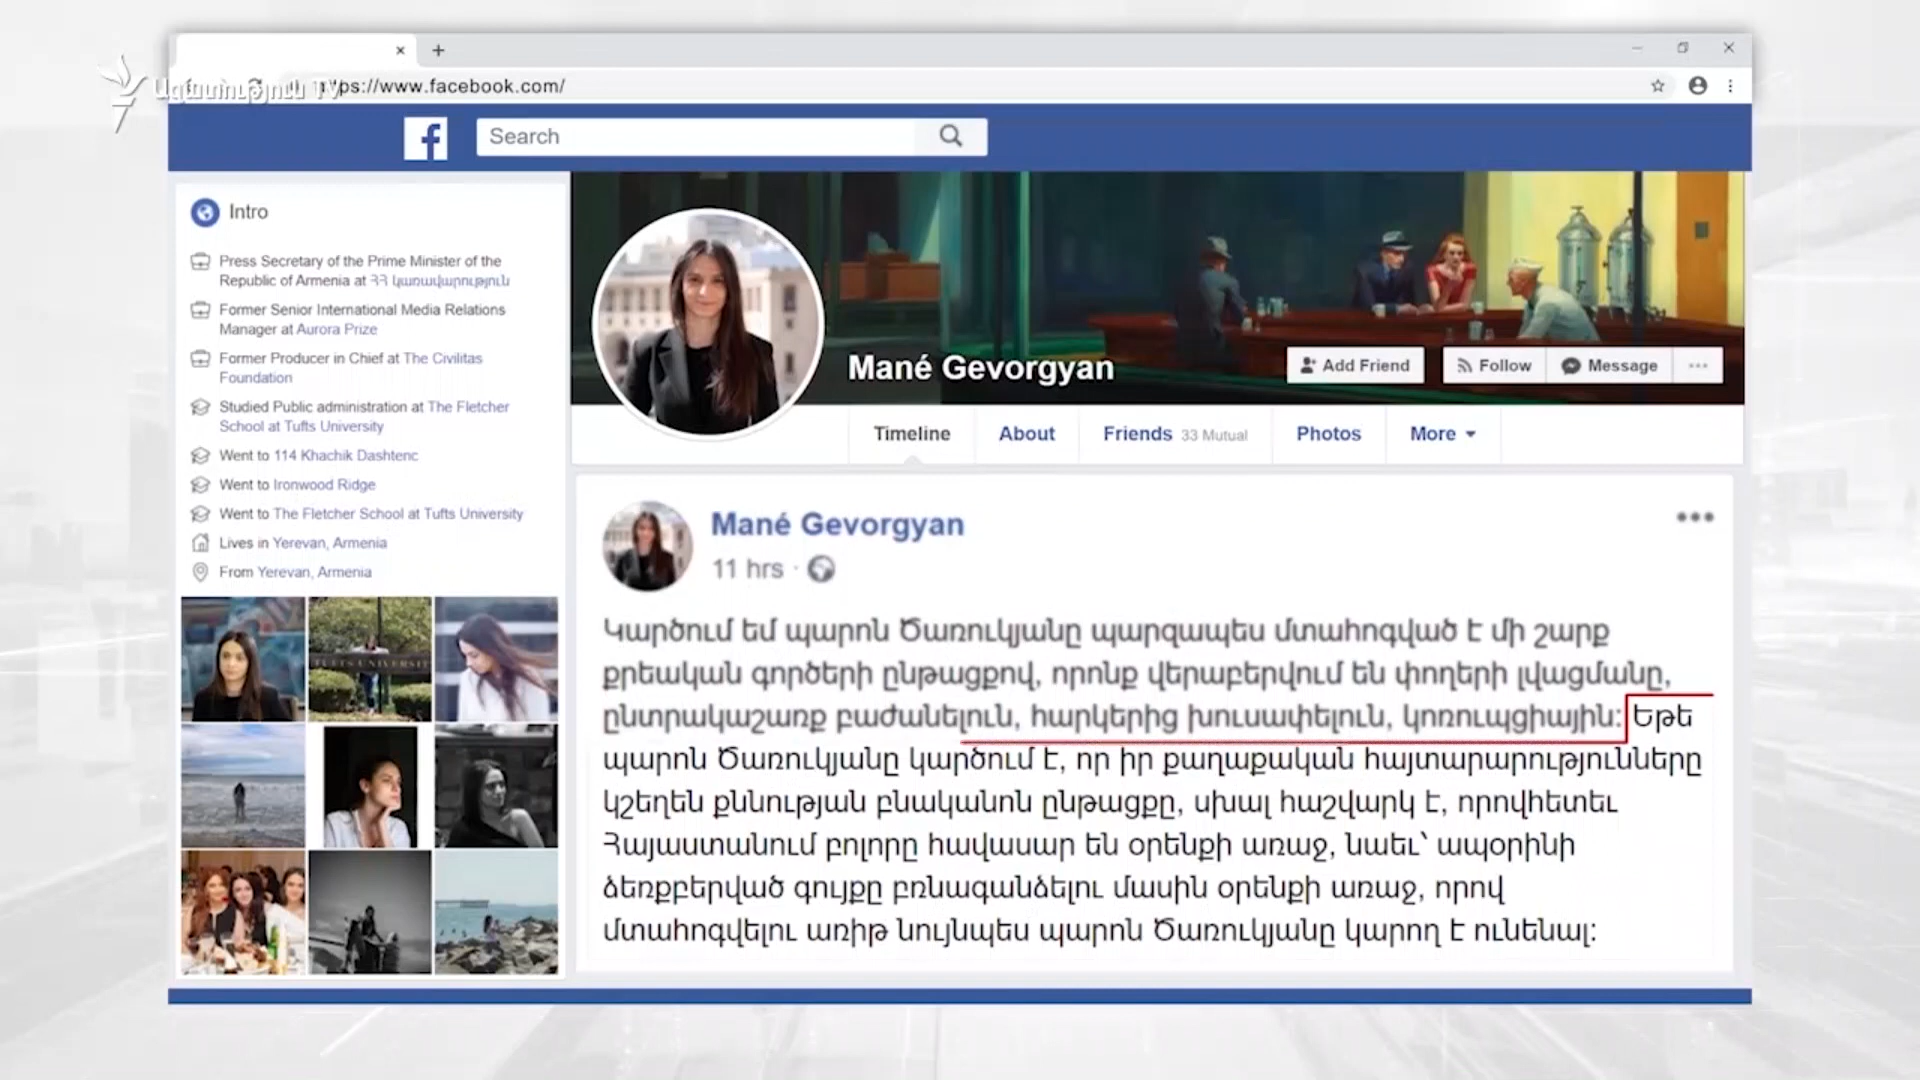 Ազատություն TV
https://www.facebook.com/
Search
Intro
Press Secretary of the Prime Minister of the
Republic of Armenia at ՀՀ կառավարություն
Former Senior International Media Relations
Manager at Aurora Prize
Former Producer in Chief at The Civilitas
Foundation
Studied Public administration at The Fletcher
School at Tufts University
Went to 114 Khachik Dashtenc
Went to Ironwood Ridge
Went to The Fletcher School at Tufts University
Lives in Yerevan, Armenia
From Yerevan, Armenia
TUFTS UNIVERSITY
Mané Gevorgyan
Add Friend
Follow
Message
Timeline
About
Friends 33 Mutual
Photos
More
Mané Gevorgyan
11 hrs ·
Կարծում եմ պարոն Ծառուկյանը պարզապես մտահոգված է մի շարք
քրեական գործերի ընթացքով, որոնք վերաբերվում են փողերի լվացմանը,
ընտրակաշառք բաժանելուն, հարկերից խուսափելուն, կոռուպցիային: Եթե
պարոն Ծառուկյանը կարծում է, որ իր քաղաքական հայտարարությունները
կշեղեն քննության բնականոն ընթացքը, սխալ հաշվարկ է, որովհետեւ
Հայաստանում բոլորը հավասար են օրենքի առաջ, նաեւ՝ ապօրինի
ձեռքբերված գույքը բռնագանձելու մասին օրենքի առաջ, որով
մտահոգվելու առիթ նույնպես պարոն Ծառուկյանը կարող է ունենալ: